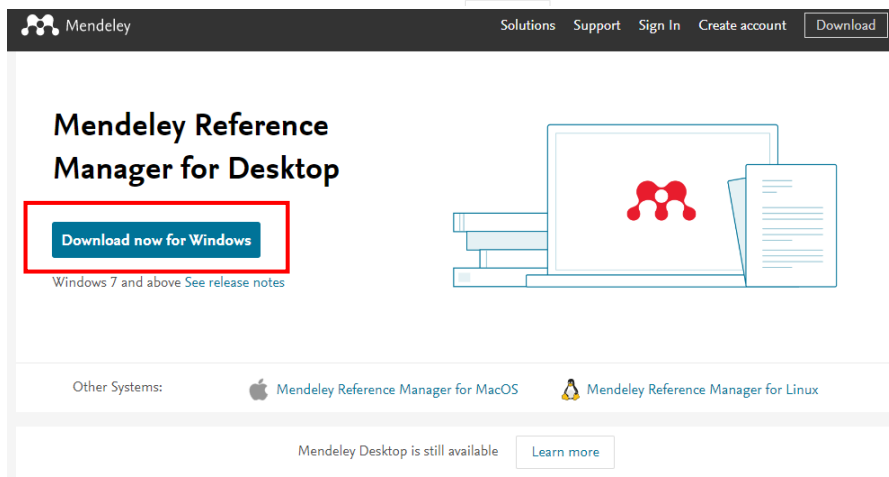 Mendeley
Solutions Support Sign In Create account Download
Mendeley Reference
Manager for Desktop
Download now for Windows
Windows 7 and above See release notes
Other Systems:
Mendeley Reference Manager for MacOS
Mendeley Reference Manager for Linux
Mendeley Desktop is still available
Learn more